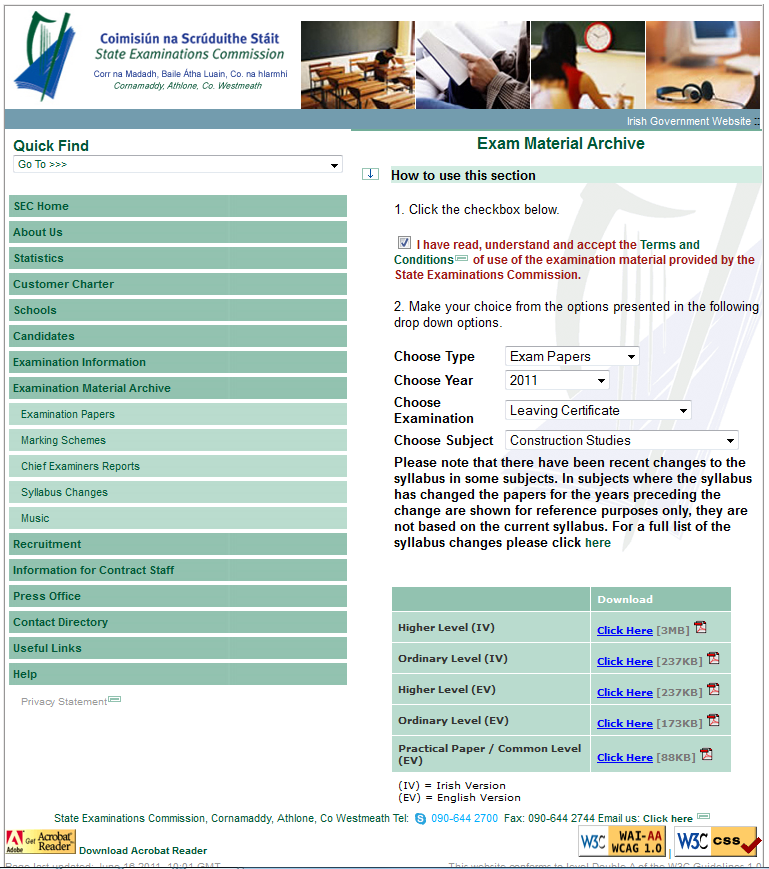 Coimisiún na Scrúduithe Stáit
State Examinations Commission
Corr na Madadh, Baile Átha Luain, Co. na hIarmhí
Cornamaddy, Athlone, Co. Westmeath
Irish Government Website ::
Quick Find
Go To >>>
SEC Home
About Us
Statistics
Customer Charter
Schools
Candidates
Examination Information
Examination Material Archive
Examination Papers
Marking Schemes
Chief Examiners Reports
Syllabus Changes
Music
Recruitment
Information for Contract Staff
Press Office
Contact Directory
Useful Links
Help
Privacy Statement
Exam Material Archive
How to use this section
1. Click the checkbox below.
I have read, understand and accept the Terms and
Conditions of use of the examination material provided by the
State Examinations Commission.
2. Make your choice from the options presented in the following
drop down options.
Choose Type Exam Papers
Choose Year 2011
Choose
Examination Leaving Certificate
Choose Subject Construction Studies
Please note that there have been recent changes to the
syllabus in some subjects. In subjects where the syllabus
has changed the papers for the years preceding the
change are shown for reference purposes only, they are
not based on the current syllabus. For a full list of the
syllabus changes please click here
Download
Higher Level (IV) Click Here [3MB]
Ordinary Level (IV) Click Here [237KB]
Higher Level (EV) Click Here [237KB]
Ordinary Level (EV) Click Here [173KB]
Practical Paper / Common Level
(EV) Click Here [88KB]
(IV) = Irish Version
(EV) = English Version
State Examinations Commission, Cornamaddy, Athlone, Co Westmeath Tel: 090-644 2700 Fax: 090-644 2744 Email us: Click here
Adobe Get Acrobat Reader Download Acrobat Reader
W3C WAI-AA WCAG 1.0 | W3C css
Page last updated: June 16 2011, 10:01 GMT
This website conforms to level Double-A of the W3C Guidelines 1.0